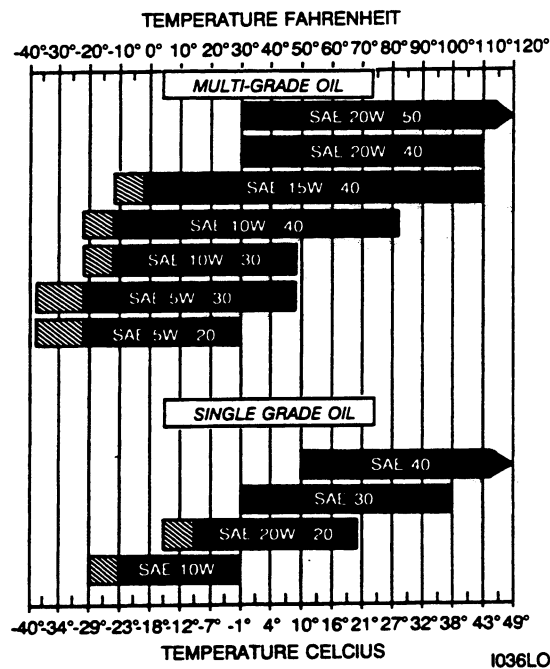 TEMPERATURE FAHRENHEIT
-40°-30°-20°-10° 0° 10° 20° 30° 40° 50° 60° 70° 80° 90° 100° 110° 120°
MULTI-GRADE OIL
SAE 20W 50
SAE 20W 40
SAE 15W 40
SAE 10W 40
SAE 10W 30
SAE 5W 30
SAE 5W 20
SINGLE GRADE OIL
SAE 40
SAE 30
SAE 20W 20
SAE 10W
-40°-34°-29°-23°-18°-12°-7° -1° 4° 10° 16° 21° 27° 32° 38° 43° 49°
TEMPERATURE CELCIUS
I036LO